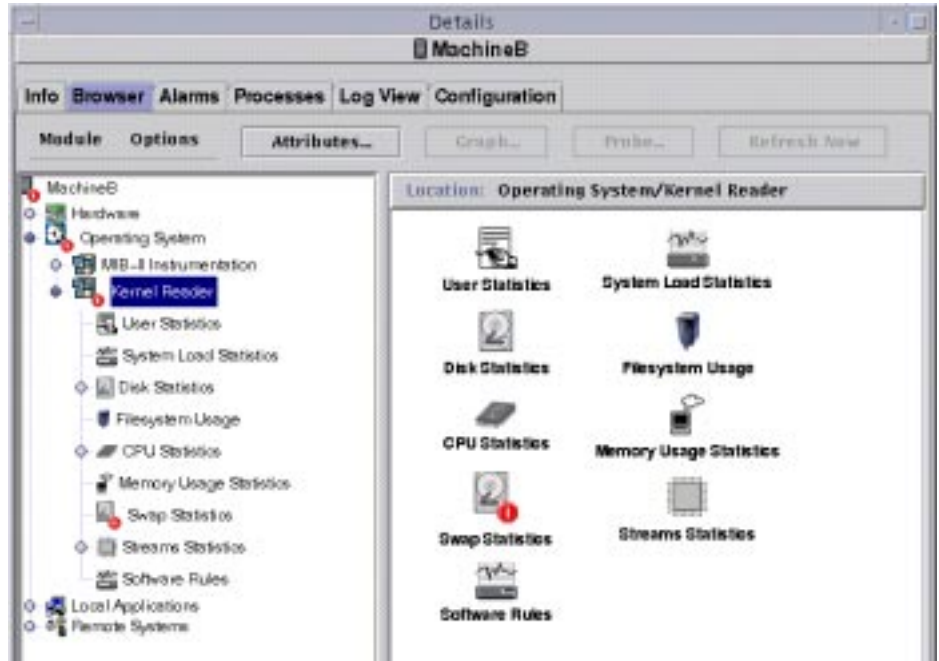 Details
MachineB
Info Browser Alarms Processes Log View Configuration
Module Options Attributes... Graph... Probe... Refresh Now
MachineB
Hardware
Operating System
MIB-II Instrumentation
Kernel Reader
User Statistics
System Load Statistics
Disk Statistics
Filesystem Usage
CPU Statistics
Memory Usage Statistics
Swap Statistics
Streams Statistics
Software Rules
Local Applications
Remote Systems
Location: Operating System/Kernel Reader
User Statistics
System Load Statistics
Disk Statistics
Filesystem Usage
CPU Statistics
Memory Usage Statistics
Swap Statistics
Streams Statistics
Software Rules